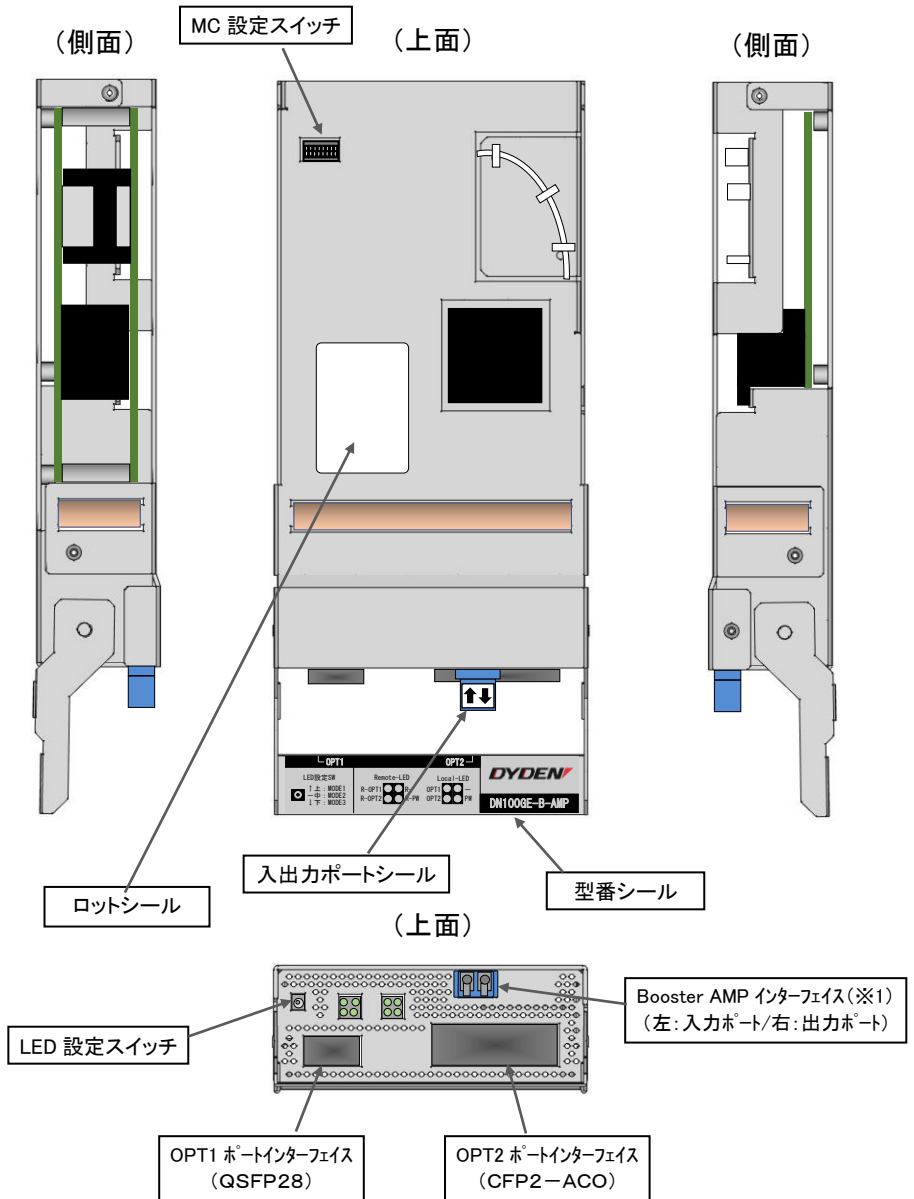 (側面)
MC 設定スイッチ
(上面)
(側面)
OPT1
OPT2
LED設定SW
↑上：MODE1
－中：MODE2
↓下：MODE3
Remote-LED
R-OPT1 R-
R-OPT2 R-PW
Local-LED
OPT1 －
OPT2 PW
DYDEN
DN100GE-B-AMP
ロットシール
入出力ポートシール
型番シール
(上面)
Booster AMP インターフェイス(※1)
(左：入力ポート/右：出力ポート)
LED 設定スイッチ
OPT1 ポートインターフェイス
(QSFP28)
OPT2 ポートインターフェイス
(CFP2－ACO)